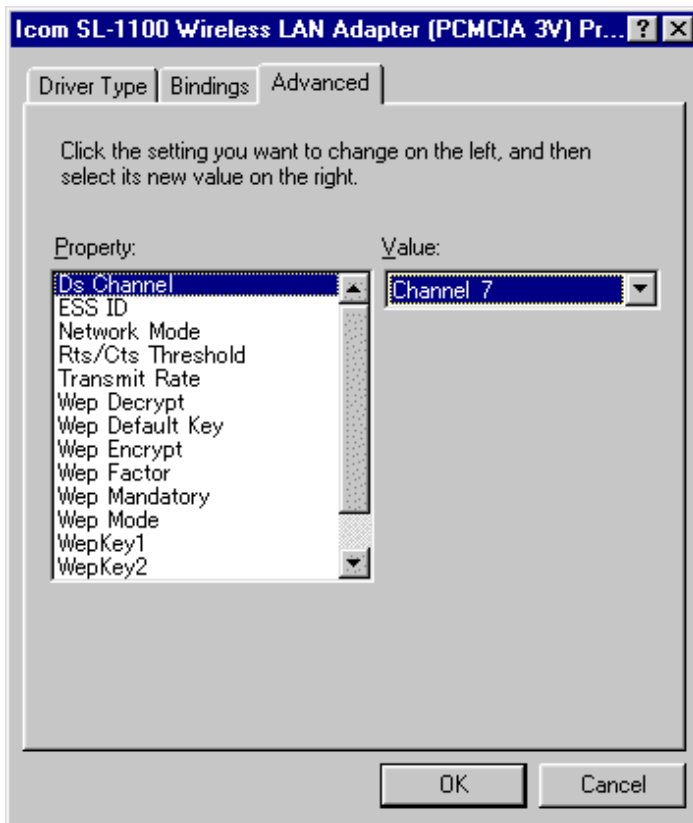 Icom SL-1100 Wireless LAN Adapter (PCMCIA 3V) Pr...
Driver Type
Bindings
Advanced
Click the setting you want to change on the left, and then
select its new value on the right.
Property:
Value:
Ds Channel
ESS ID
Network Mode
Rts/Cts Threshold
Transmit Rate
Wep Decrypt
Wep Default Key
Wep Encrypt
Wep Factor
Wep Mandatory
Wep Mode
WepKey1
WepKey2
Channel 7
OK
Cancel